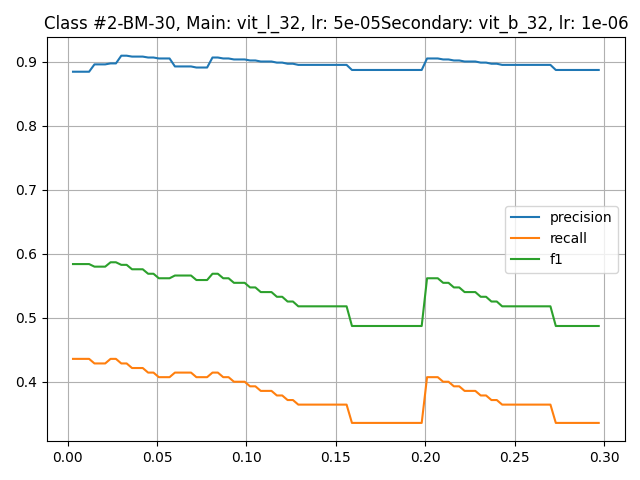 Class #2-BM-30, Main: vit_l_32, lr: 5e-05Secondary: vit_b_32, lr: 1e-06
0.9
0.8
0.7
0.6
0.5
0.4
precision
recall
f1
0.00 0.05 0.10 0.15 0.20 0.25 0.30